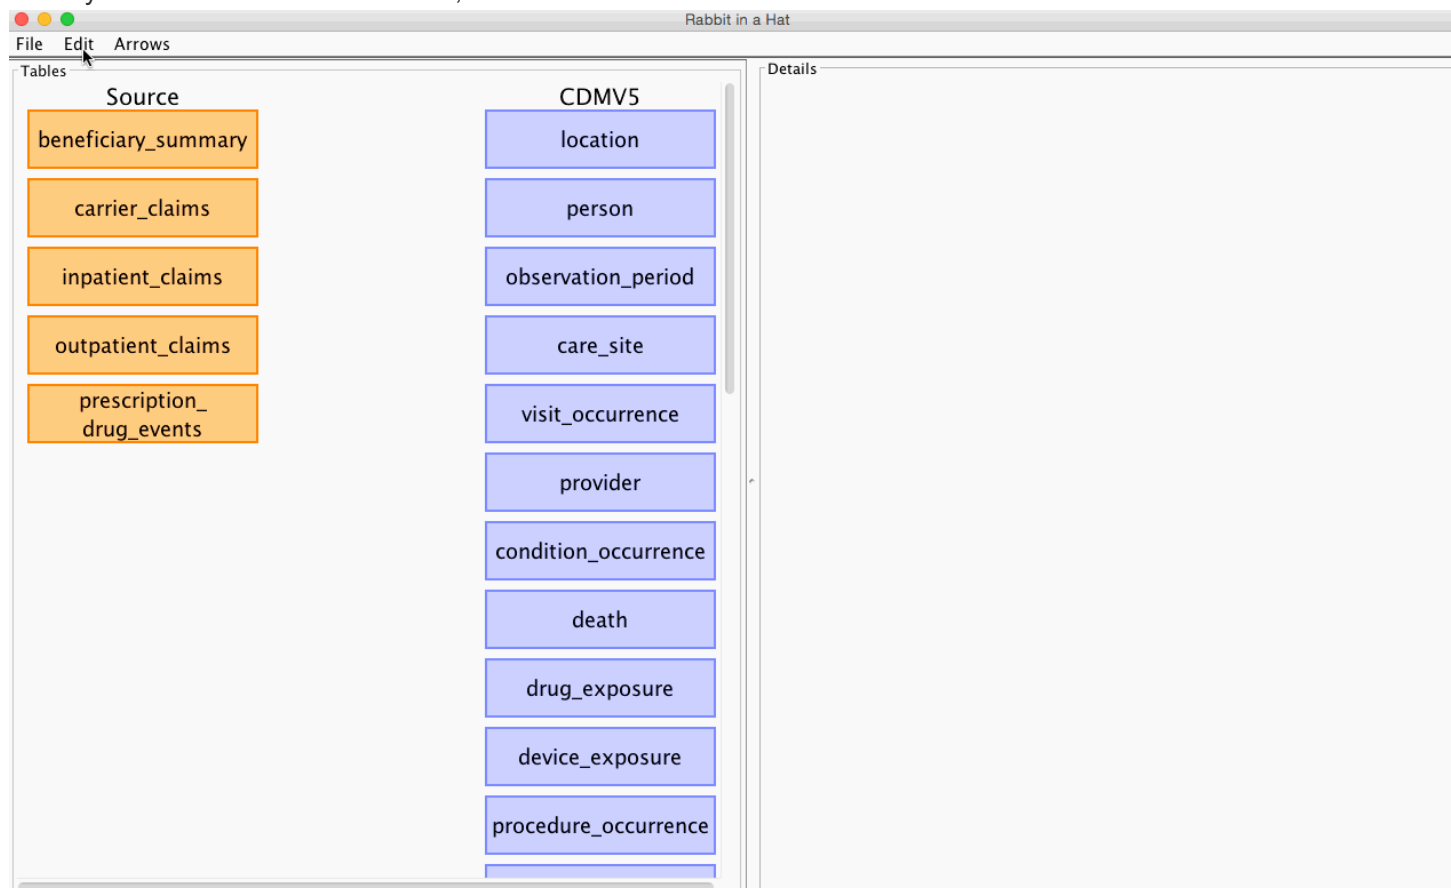 Rabbit in a Hat
File Edit Arrows
Tables
Details
Source
CDMV5
beneficiary_summary
carrier_claims
inpatient_claims
outpatient_claims
prescription_
drug_events
location
person
observation_period
care_site
visit_occurrence
provider
condition_occurrence
death
drug_exposure
device_exposure
procedure_occurrence